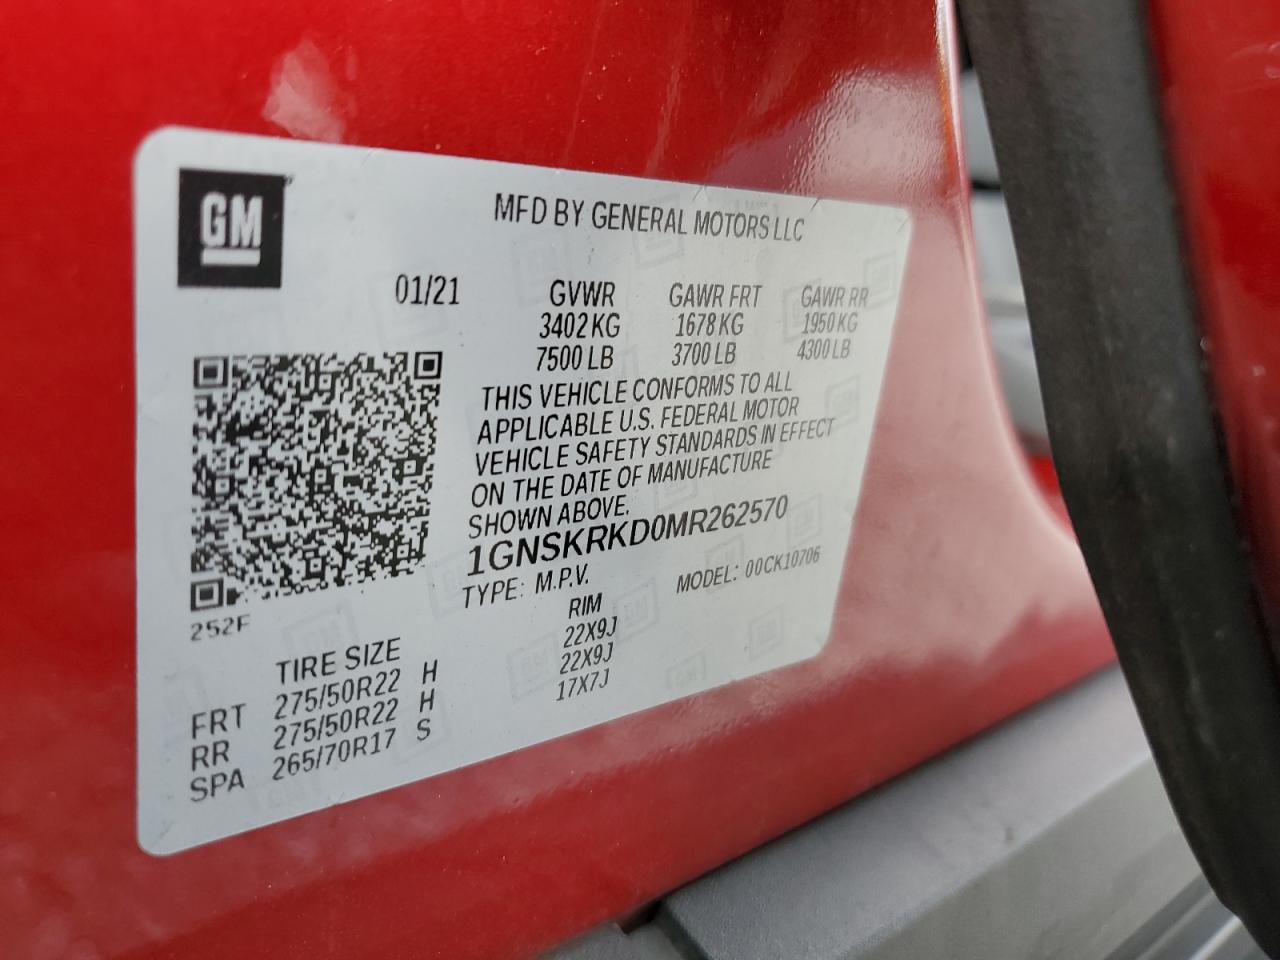 GM
MFD BY GENERAL MOTORS LLC
01/21 GVWR GAWR FRT GAWR RR
3402 KG 1678 KG 1950 KG
7500 LB 3700 LB 4300 LB
THIS VEHICLE CONFORMS TO ALL
APPLICABLE U.S. FEDERAL MOTOR
VEHICLE SAFETY STANDARDS IN EFFECT
ON THE DATE OF MANUFACTURE
SHOWN ABOVE.
1GNSKRKD0MR262570
TYPE: M.P.V. MODEL: 00CK10706
252F
TIRE SIZE RIM
FRT 275/50R22 H 22X9J
RR 275/50R22 H 22X9J
SPA 265/70R17 S 17X7J